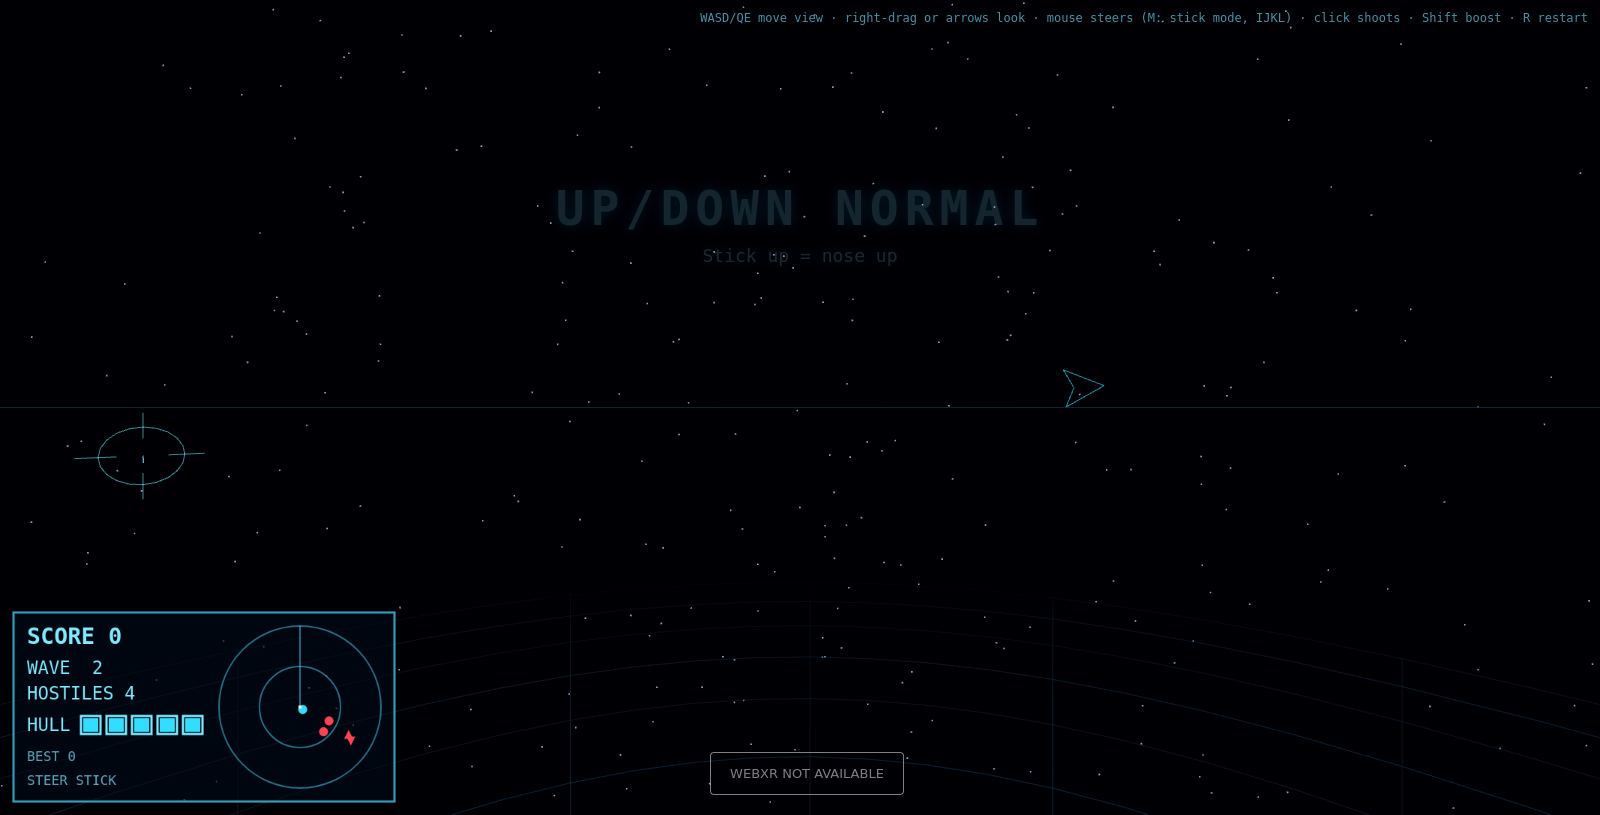 WASD/QE move view · right-drag or arrows look · mouse steers (M: stick mode, IJKL) · click shoots · Shift boost · R restart
UP/DOWN NORMAL
Stick up = nose up
SCORE 0
WAVE 2
HOSTILES 4
HULL
BEST 0
STEER STICK
WEBXR NOT AVAILABLE